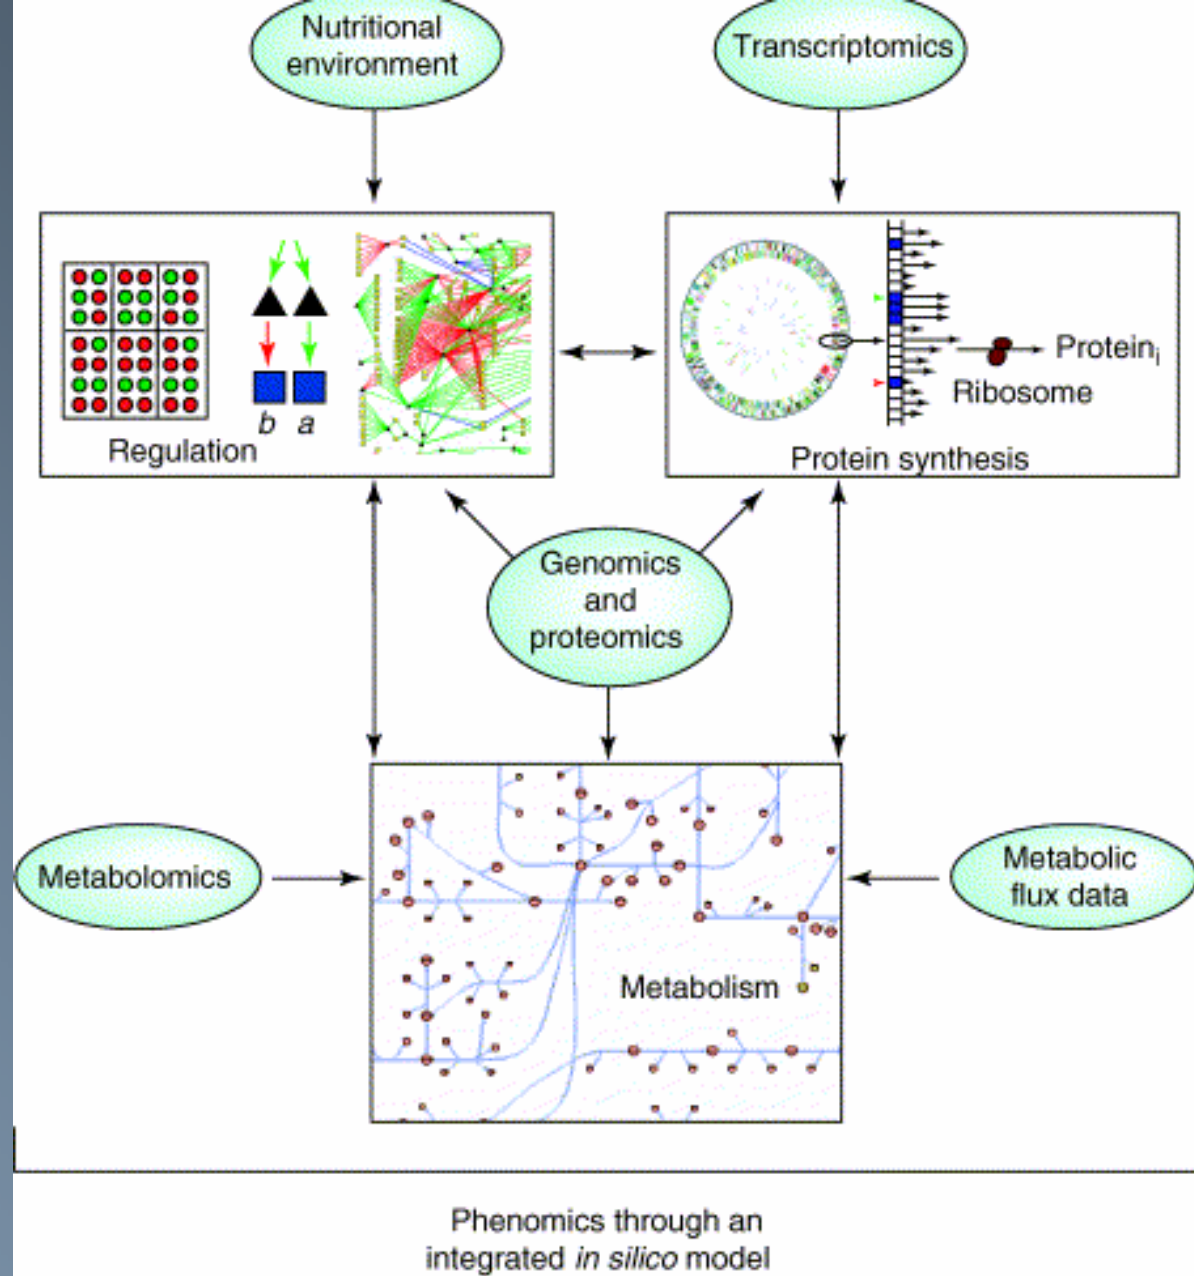 Nutritional
environment
Transcriptomics
b a
Regulation
Protein i
Ribosome
Protein synthesis
Genomics
and
proteomics
Metabolomics
Metabolic
flux data
Metabolism
Phenomics through an
integrated in silico model